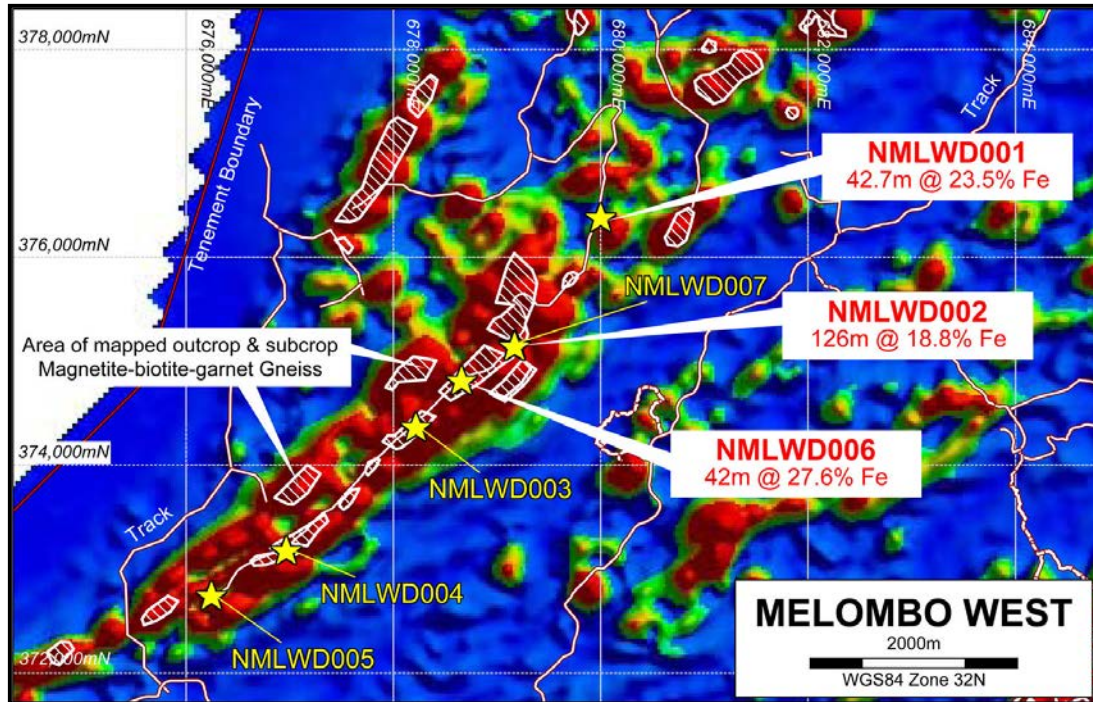 378,000mN
676,000mE
678,000mE
680,000mE
682,000mE
684,000mE
Tenement Boundary
Track
NMLWD001
42.7m @ 23.5% Fe
376,000mN
NMLWD007
NMLWD002
126m @ 18.8% Fe
Area of mapped outcrop & subcrop
Magnetite-biotite-garnet Gneiss
NMLWD006
42m @ 27.6% Fe
374,000mN
NMLWD003
Track
NMLWD004
NMLWD005
372,000mN
MELOMBO WEST
2000m
WGS84 Zone 32N